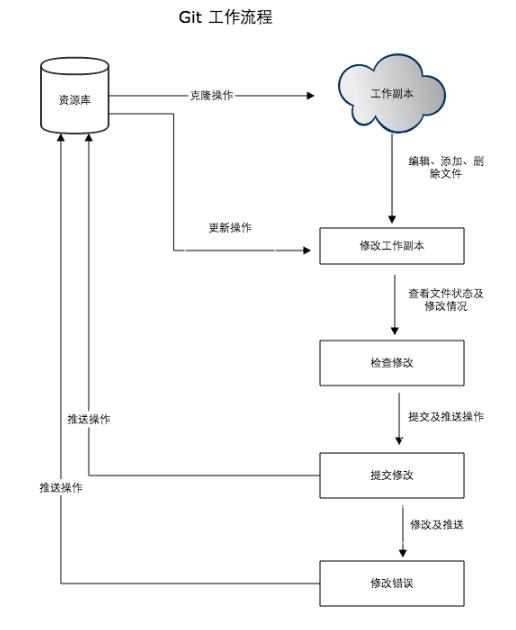 Git 工作流程
资源库
克隆操作
工作副本
编辑、添加、删
除文件
更新操作
修改工作副本
查看文件状态及
修改情况
检查修改
推送操作
提交及推送操作
提交修改
推送操作
修改及推送
修改错误